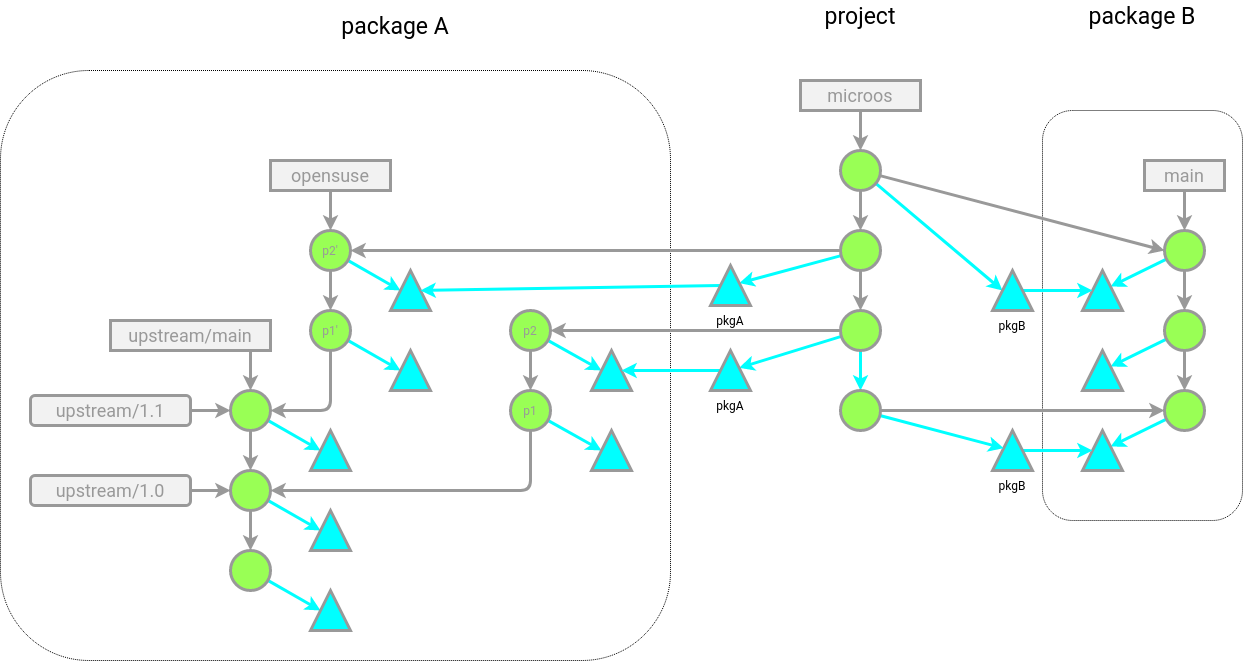 package A
project
package B
microos
opensuse
main
p2'
pkgA
pkgB
upstream/main
p1'
p2
pkgA
upstream/1.1
p1
upstream/1.0
pkgB